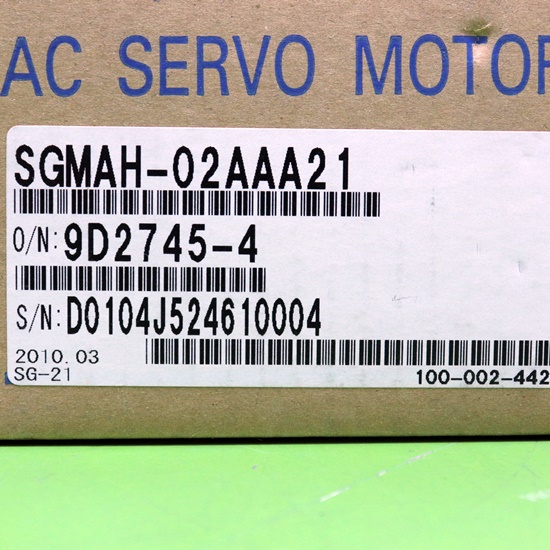 AC SERVO MOTOR
SGMAH-02AAA21
O/N: 9D2745-4
S/N: D0104J524610004
2010.03
SG-21
100-002-442